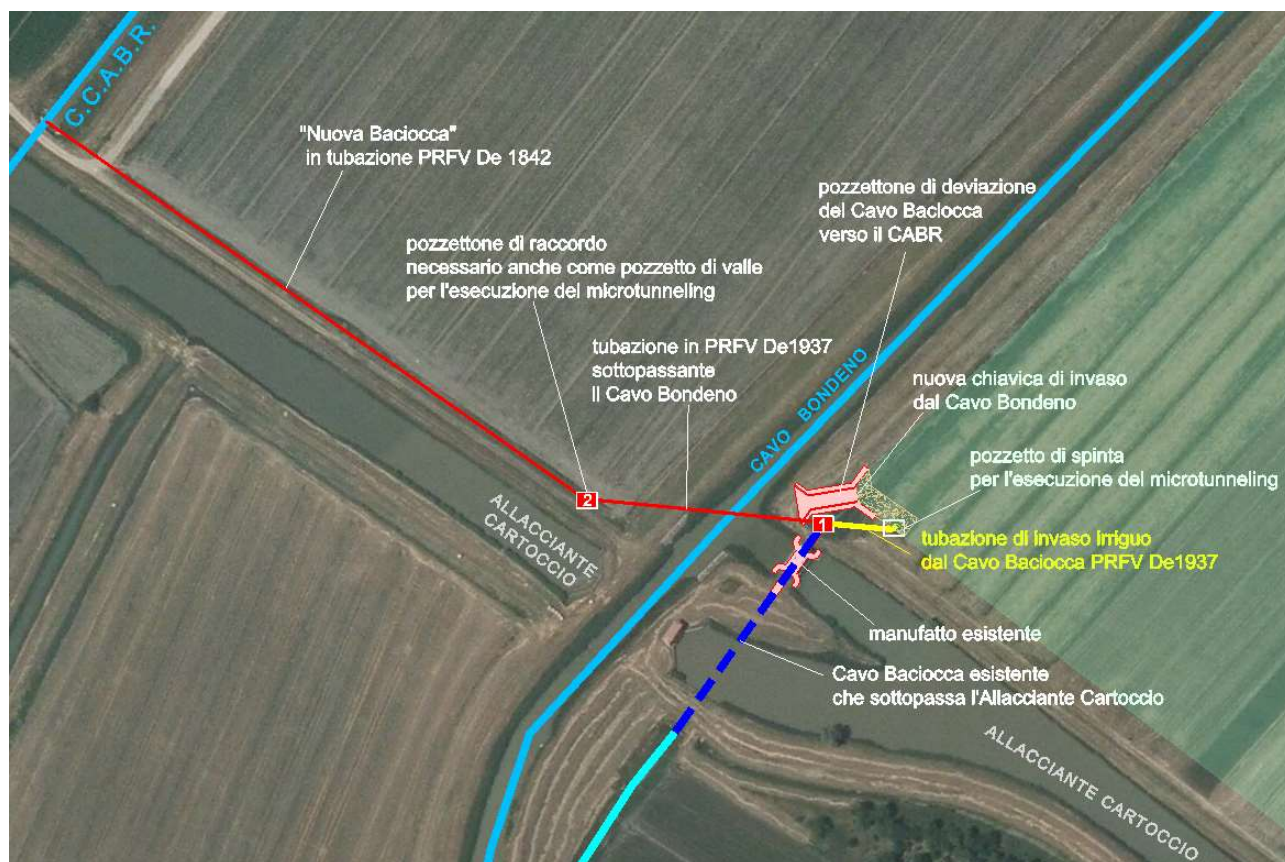 C.C.A.B.R.
"Nuova Baciocca"
in tubazione PRFV De 1842
pozzettone di deviazione
del Cavo Baciocca
verso il CABR
pozzettone di raccordo
necessario anche come pozzetto di valle
per l'esecuzione del microtunneling
tubazione in PRFV De1937
sottopassante
il Cavo Bondeno
CAVO BONDENO
nuova chiavica di invaso
dal Cavo Bondeno
pozzetto di spinta
per l'esecuzione del microtunneling
2
1
ALLACCIANTE
CARTOCCIO
tubazione di invaso irriguo
dal Cavo Baciocca PRFV De1937
manufatto esistente
Cavo Baciocca esistente
che sottopassa l'Allacciante Cartoccio
ALLACCIANTE CARTOCCIO